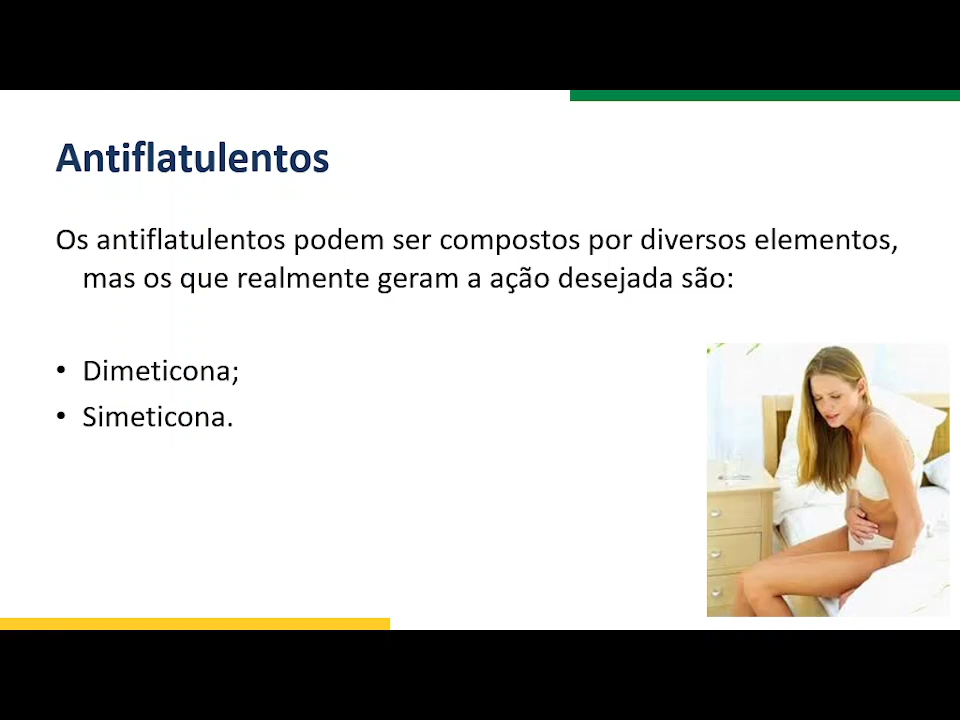 Antiflatulentos
Os antiflatulentos podem ser compostos por diversos elementos,
mas os que realmente geram a ação desejada são:
• Dimeticona;
• Simeticona.